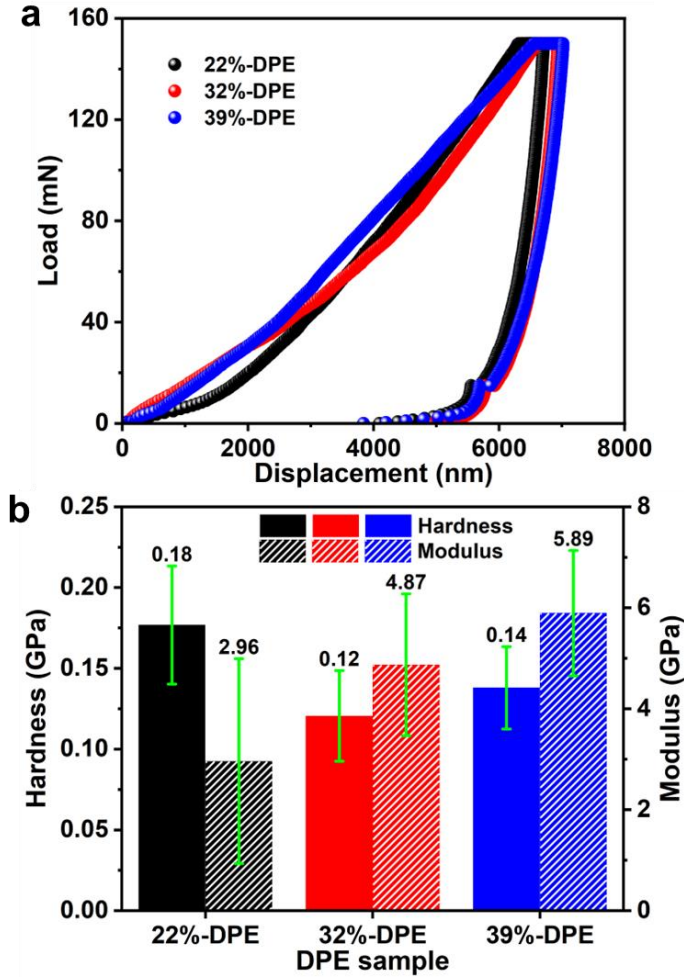 a
160
120
80
40
0
Load (mN)
22%-DPE
32%-DPE
39%-DPE
0 2000 4000 6000 8000
Displacement (nm)
b
0.25
0.20
0.15
0.10
0.05
0.00
Hardness (GPa)
Hardness
Modulus
0.18
2.96
0.12
4.87
0.14
5.89
8
6
4
2
0
Modulus (GPa)
22%-DPE 32%-DPE 39%-DPE
DPE sample